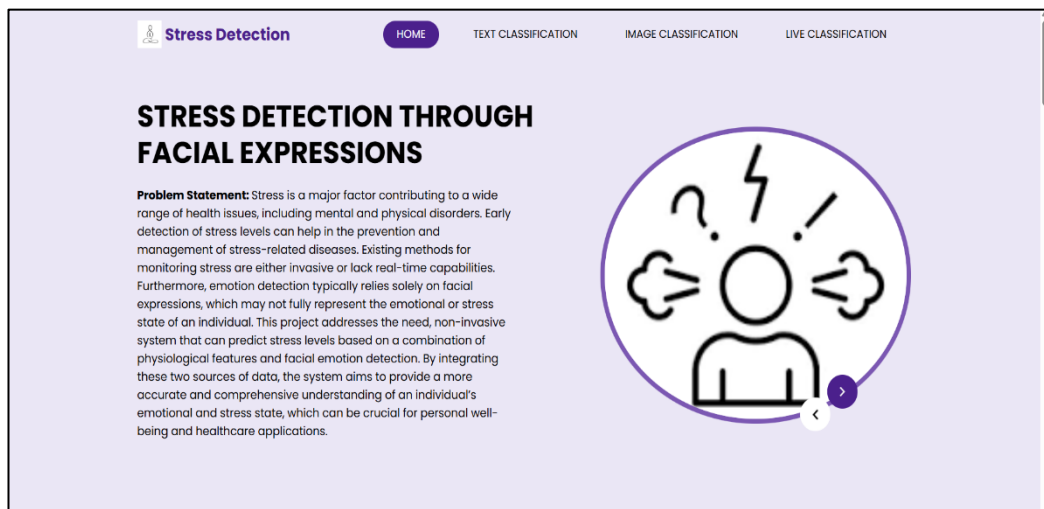 Stress Detection
HOME
TEXT CLASSIFICATION
IMAGE CLASSIFICATION
LIVE CLASSIFICATION
STRESS DETECTION THROUGH
FACIAL EXPRESSIONS
Problem Statement: Stress is a major factor contributing to a wide
range of health issues, including mental and physical disorders. Early
detection of stress levels can help in the prevention and
management of stress-related diseases. Existing methods for
monitoring stress are either invasive or lack real-time capabilities.
Furthermore, emotion detection typically relies solely on facial
expressions, which may not fully represent the emotional or stress
state of an individual. This project addresses the need, non-invasive
system that can predict stress levels based on a combination of
physiological features and facial emotion detection. By integrating
these two sources of data, the system aims to provide a more
accurate and comprehensive understanding of an individual's
emotional and stress state, which can be crucial for personal well-
being and healthcare applications.